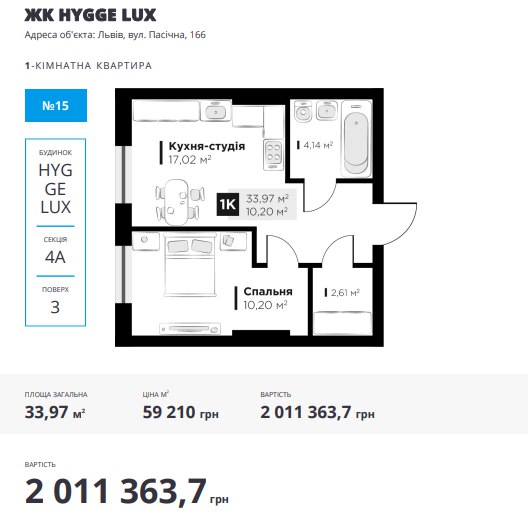 ЖК HYGGE LUX
Адреса об'єкта: Львів, вул. Пасічна, 166
1-КІМНАТНА КВАРТИРА
№15
БУДИНОК
HYG
GE
LUX
СЕКЦІЯ
4А
ПОВЕРХ
3
Кухня-студія
17,02 м²
4,14 м²
1К
33,97 м²
10,20 м²
Спальня
10,20 м²
2,61 м²
ПЛОЩА ЗАГАЛЬНА
33,97 м²
ЦІНА М²
59 210 грн
ВАРТІСТЬ
2 011 363,7 грн
ВАРТІСТЬ
2 011 363,7 грн